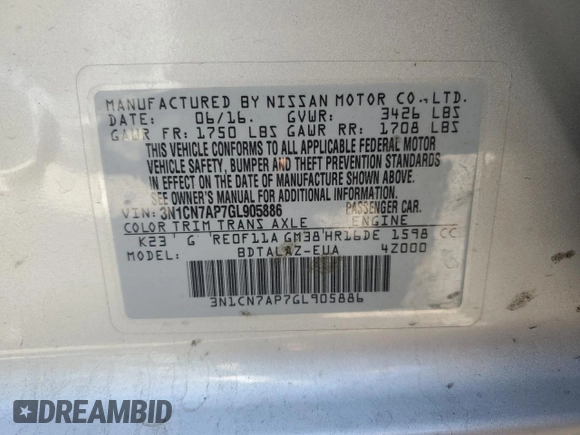 MANUFACTURED BY NISSAN MOTOR CO., LTD.
DATE: 06/16. GVWR: 3426 LBS
GAWR FR: 1750 LBS GAWR RR: 1708 LBS
THIS VEHICLE CONFORMS TO ALL APPLICABLE FEDERAL MOTOR
VEHICLE SAFETY, BUMPER AND THEFT PREVENTION STANDARDS
IN EFFECT ON THE DATE OF MANUFACTURE SHOWN ABOVE.
SEE OWNER'S MANUAL FOR ADDITIONAL INFORMATION
VIN: 3N1CN7AP7GL905886 PASSENGER CAR.
COLOR TRIM TRANS AXLE ENGINE
K23 G RE0F11A GM38 HR16DE 1598 CC
MODEL: BDTALAZ-EUA 42000
3N1CN7AP7GL905886
DREAMBID